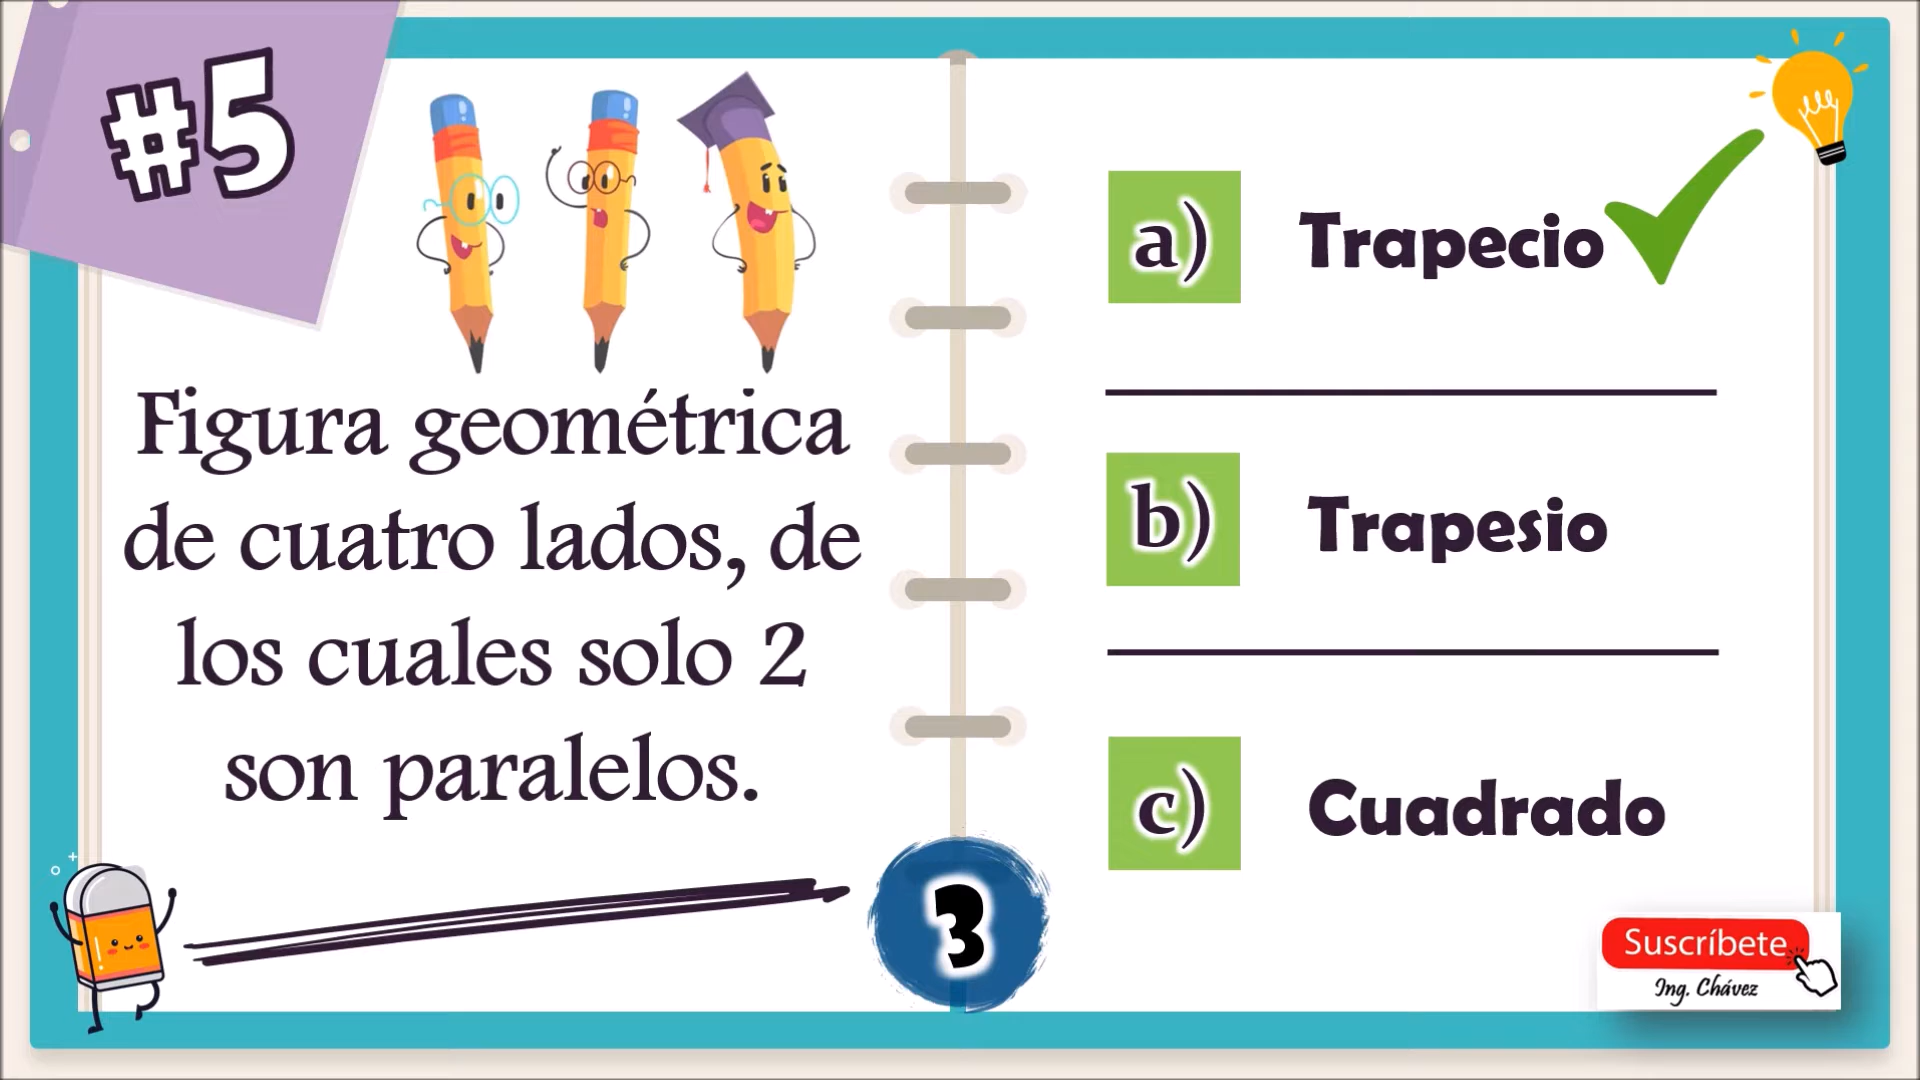 #5
Figura geométrica
de cuatro lados, de
los cuales solo 2
son paralelos.
a) Trapecio
b) Trapesio
c) Cuadrado
3
Suscríbete
Ing. Chávez